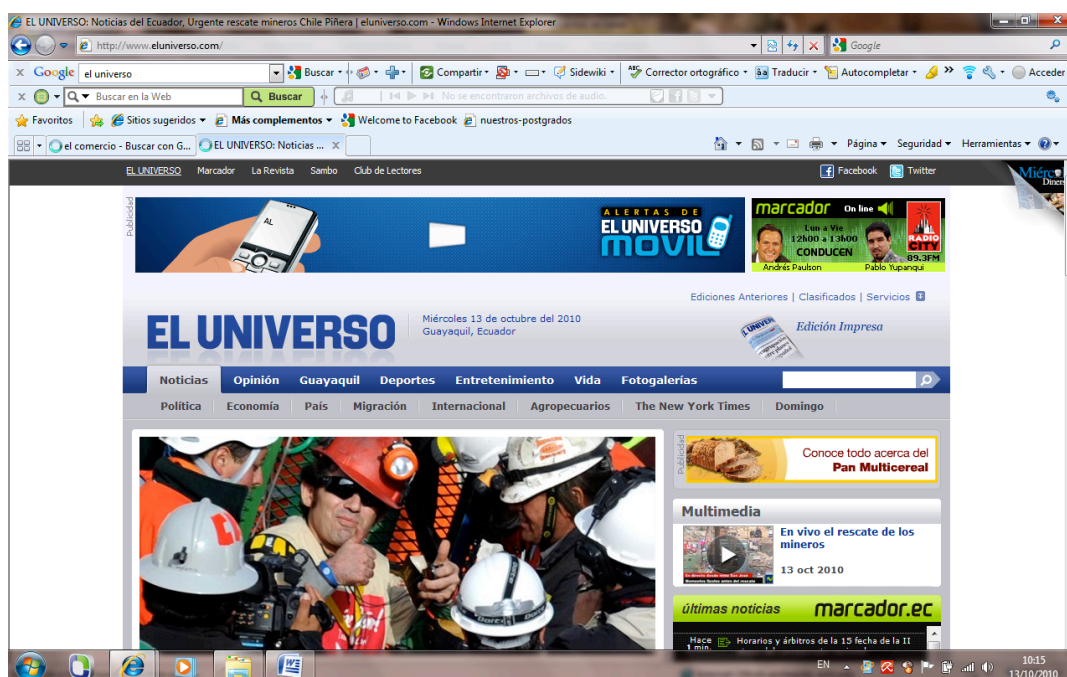 EL UNIVERSO: Noticias del Ecuador, Urgente rescate mineros Chile Piñera | eluniverso.com - Windows Internet Explorer
http://www.eluniverso.com/
Google
Google el universo Buscar Compartir Sidewiki Corrector ortográfico Traducir Autocompletar Acceder
Buscar en la Web Buscar No se encontraron archivos de audio.
Favoritos Sitios sugeridos Más complementos Welcome to Facebook nuestros-postgrados
el comercio - Buscar con G... EL UNIVERSO: Noticias ... Página Seguridad Herramientas
EL UNIVERSO Marcador La Revista Sambo Club de Lectores Facebook Twitter
Publicidad
AL
ALERTAS DE
EL UNIVERSO
MOVIL
marcador On line
Lun a Vie
12h00 a 13h00
CONDUCEN
Andrés Paulson Pablo Yupangui
RADIO
CITY
89.3FM
Ediciones Anteriores | Clasificados | Servicios
EL UNIVERSO
Miércoles 13 de octubre del 2010
Guayaquil, Ecuador
Edición Impresa
Noticias Opinión Guayaquil Deportes Entretenimiento Vida Fotogalerías
Política Economía País Migración Internacional Agropecuarios The New York Times Domingo
Publicidad
Conoce todo acerca del
Pan Multicereal
Multimedia
En vivo el rescate de los
mineros
13 oct 2010
últimas noticias marcador.ec
Hace Horarios y árbitros de la 15 fecha de la II
1 min.
EN 10:15
13/10/2010